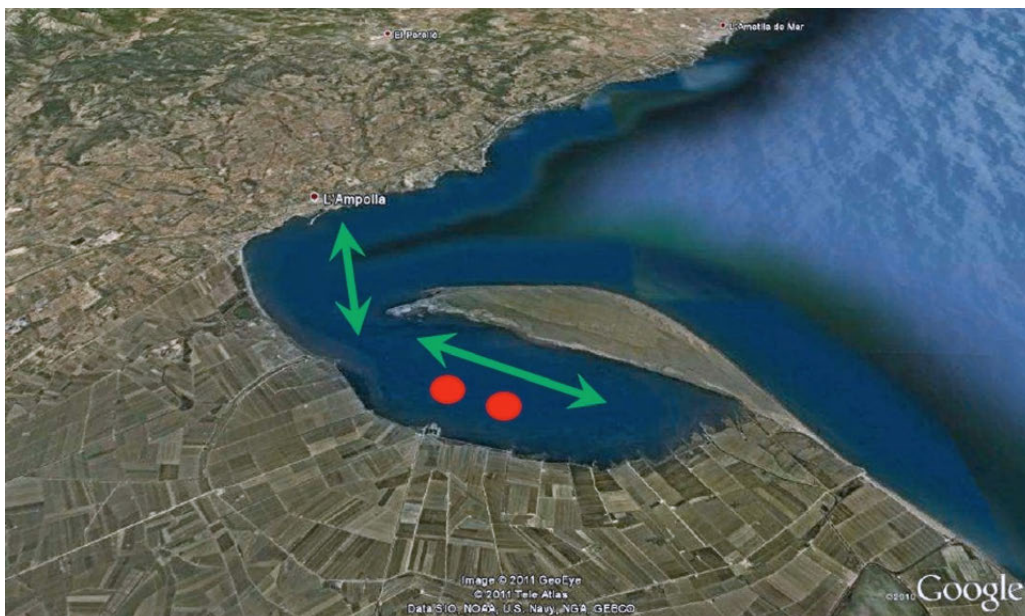 L'Ametlla de Mar
El Perelló
L'Ampolla
Image © 2011 GeoEye
© 2011 Tele Atlas
Data SIO, NOAA, U.S. Navy, NGA, GEBCO
©2010 Google